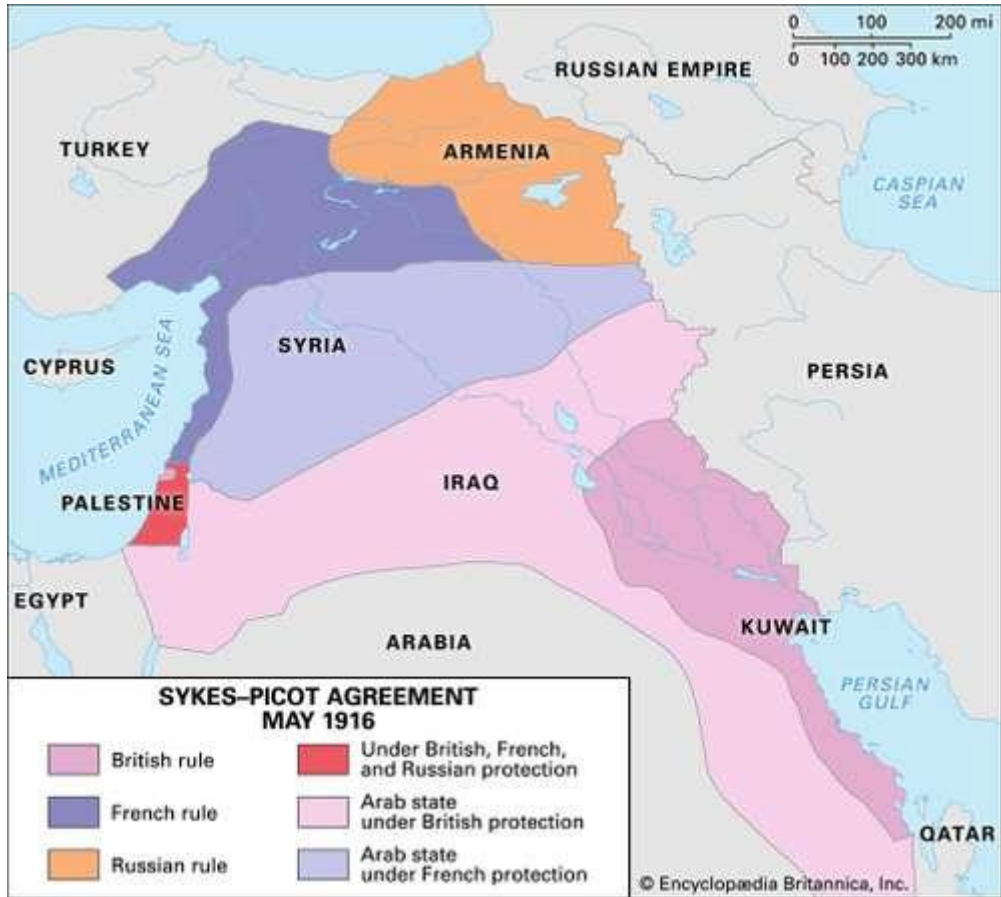 0 100 200 mi
0 100 200 300 km
RUSSIAN EMPIRE
TURKEY
ARMENIA
CASPIAN
SEA
SYRIA
CYPRUS
PERSIA
MEDITERRANEAN SEA
IRAQ
PALESTINE
EGYPT
KUWAIT
ARABIA
PERSIAN
GULF
QATAR
SYKES–PICOT AGREEMENT
MAY 1916
British rule
French rule
Russian rule
Under British, French,
and Russian protection
Arab state
under British protection
Arab state
under French protection
© Encyclopædia Britannica, Inc.